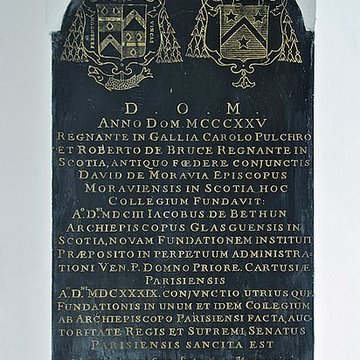 D. O. M
ANNO DOM MCCCXXV
REGNANTE IN GALLIA CAROLO PULCHRO
ET ROBERTO DE BRUCE REGNANTE IN
SCOTIA, ANTIQUO FŒDERE CONJUNCTIS
DAVID DE MORAVIA EPISCOPUS
MORAVIENSIS IN SCOTIA HOC
COLLEGIUM FUNDAVIT:
A.º D.NI MDCIII IACOBUS DE BETHUN
ARCHIEPISCOPUS GLASGUENSIS IN
SCOTIA, NOVAM FUNDATIONEM INSTITUIT
PRÆPOSITO IN PERPETUUM ADMINISTRA
TIONI VEN. P. DOMNO PRIORE CARTUSIÆ
PARISIENSIS
A.º D.NI MDCXXXIX. CONJVNCTIO UTRIUSQUE
FUNDATIONIS IN UNUM ET IDEM COLLEGIUM
AB ARCHIEPISCOPO PARISIENSI FACTA, AUC
TORITATE REGIS ET SUPREMI SENATUS
PARISIENSIS SANCITA EST